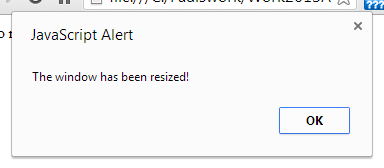 JavaScript Alert
The window has been resized!
OK